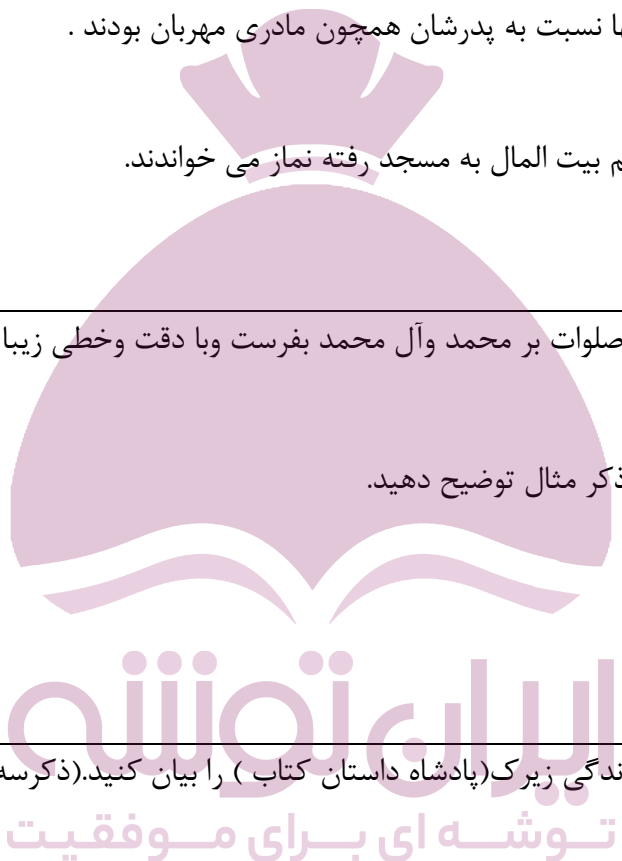 ها نسبت به پدرشان همچون مادری مهربان بودند .
م بیت المال به مسجد رفته نماز می خواندند.
صلوات بر محمد وآل محمد بفرست وبا دقت وخطی زیبا
ذکر مثال توضیح دهید.
ایران توشه
ندگی زیرک(پادشاه داستان کتاب ) را بیان کنید.(ذکرسه
توشه ای برای موفقیت